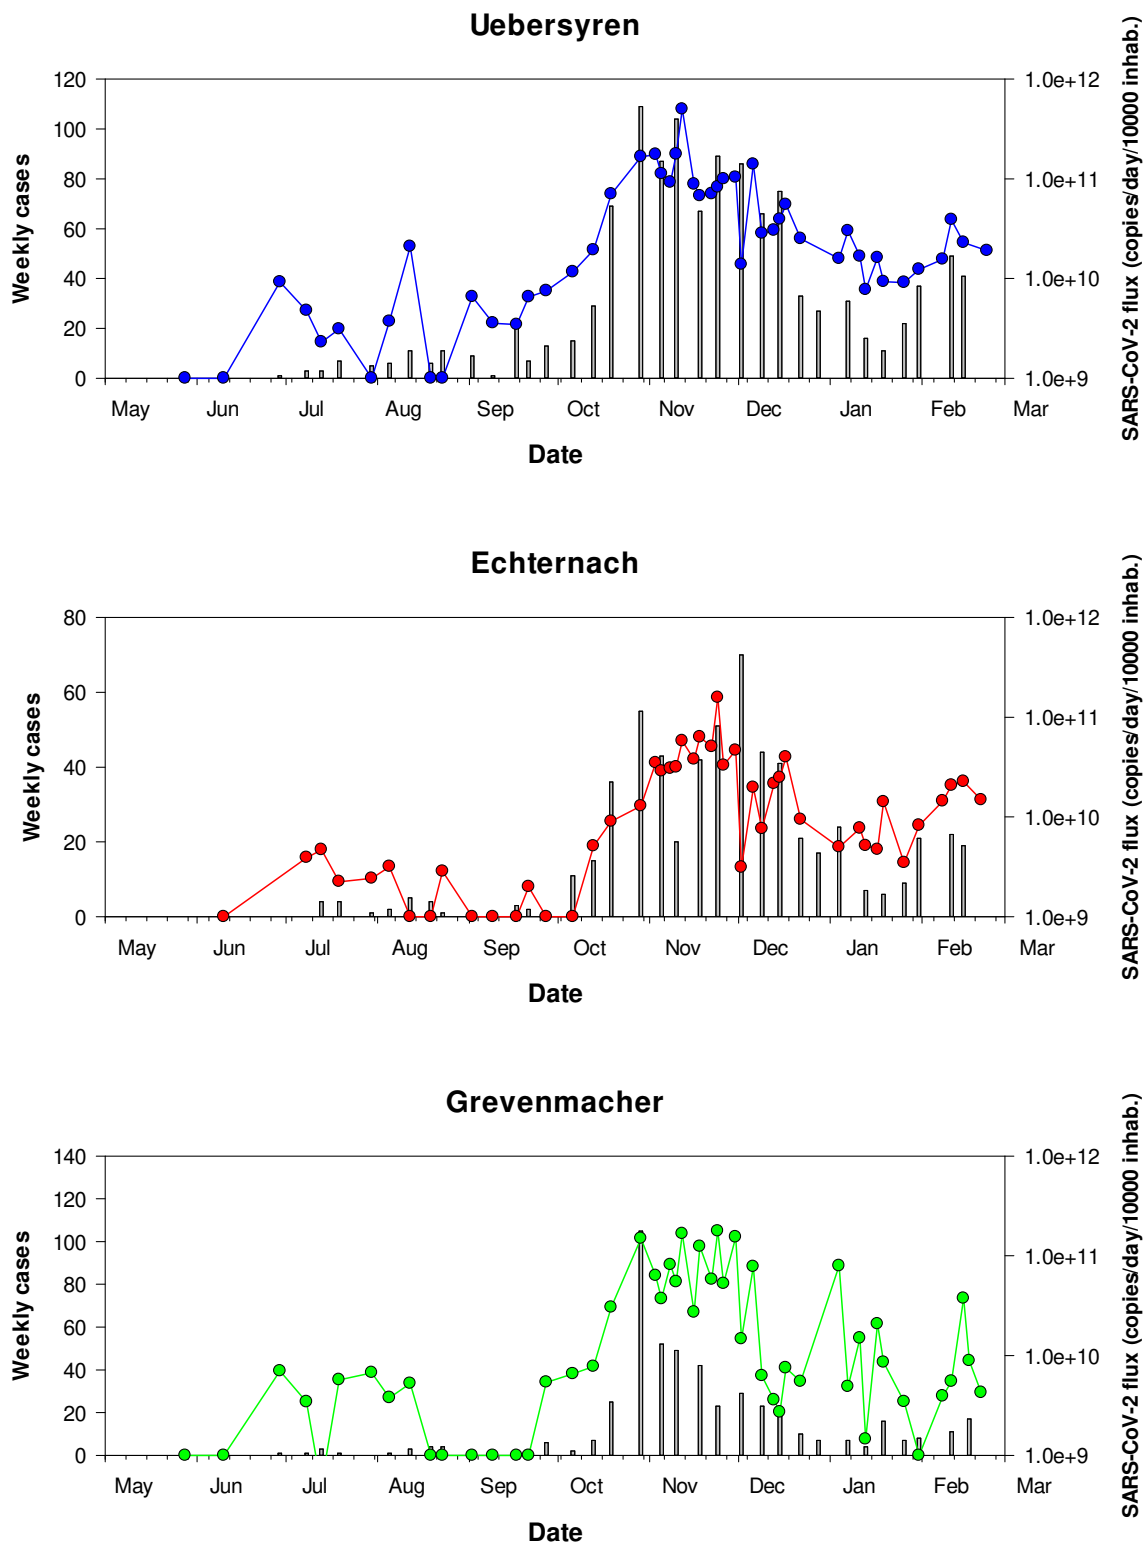 Uebersyren
SARS-CoV-2 flux (copies/day/10000 inhab.)
Weekly cases
120
100
80
60
40
20
0
1.0e+12
1.0e+11
1.0e+10
1.0e+9
May Jun Jul Aug Sep Oct Nov Dec Jan Feb Mar
Date
Echternach
SARS-CoV-2 flux (copies/day/10000 inhab.)
Weekly cases
80
60
40
20
0
1.0e+12
1.0e+11
1.0e+10
1.0e+9
May Jun Jul Aug Sep Oct Nov Dec Jan Feb Mar
Date
Grevenmacher
SARS-CoV-2 flux (copies/day/10000 inhab.)
Weekly cases
140
120
100
80
60
40
20
0
1.0e+12
1.0e+11
1.0e+10
1.0e+9
May Jun Jul Aug Sep Oct Nov Dec Jan Feb Mar
Date